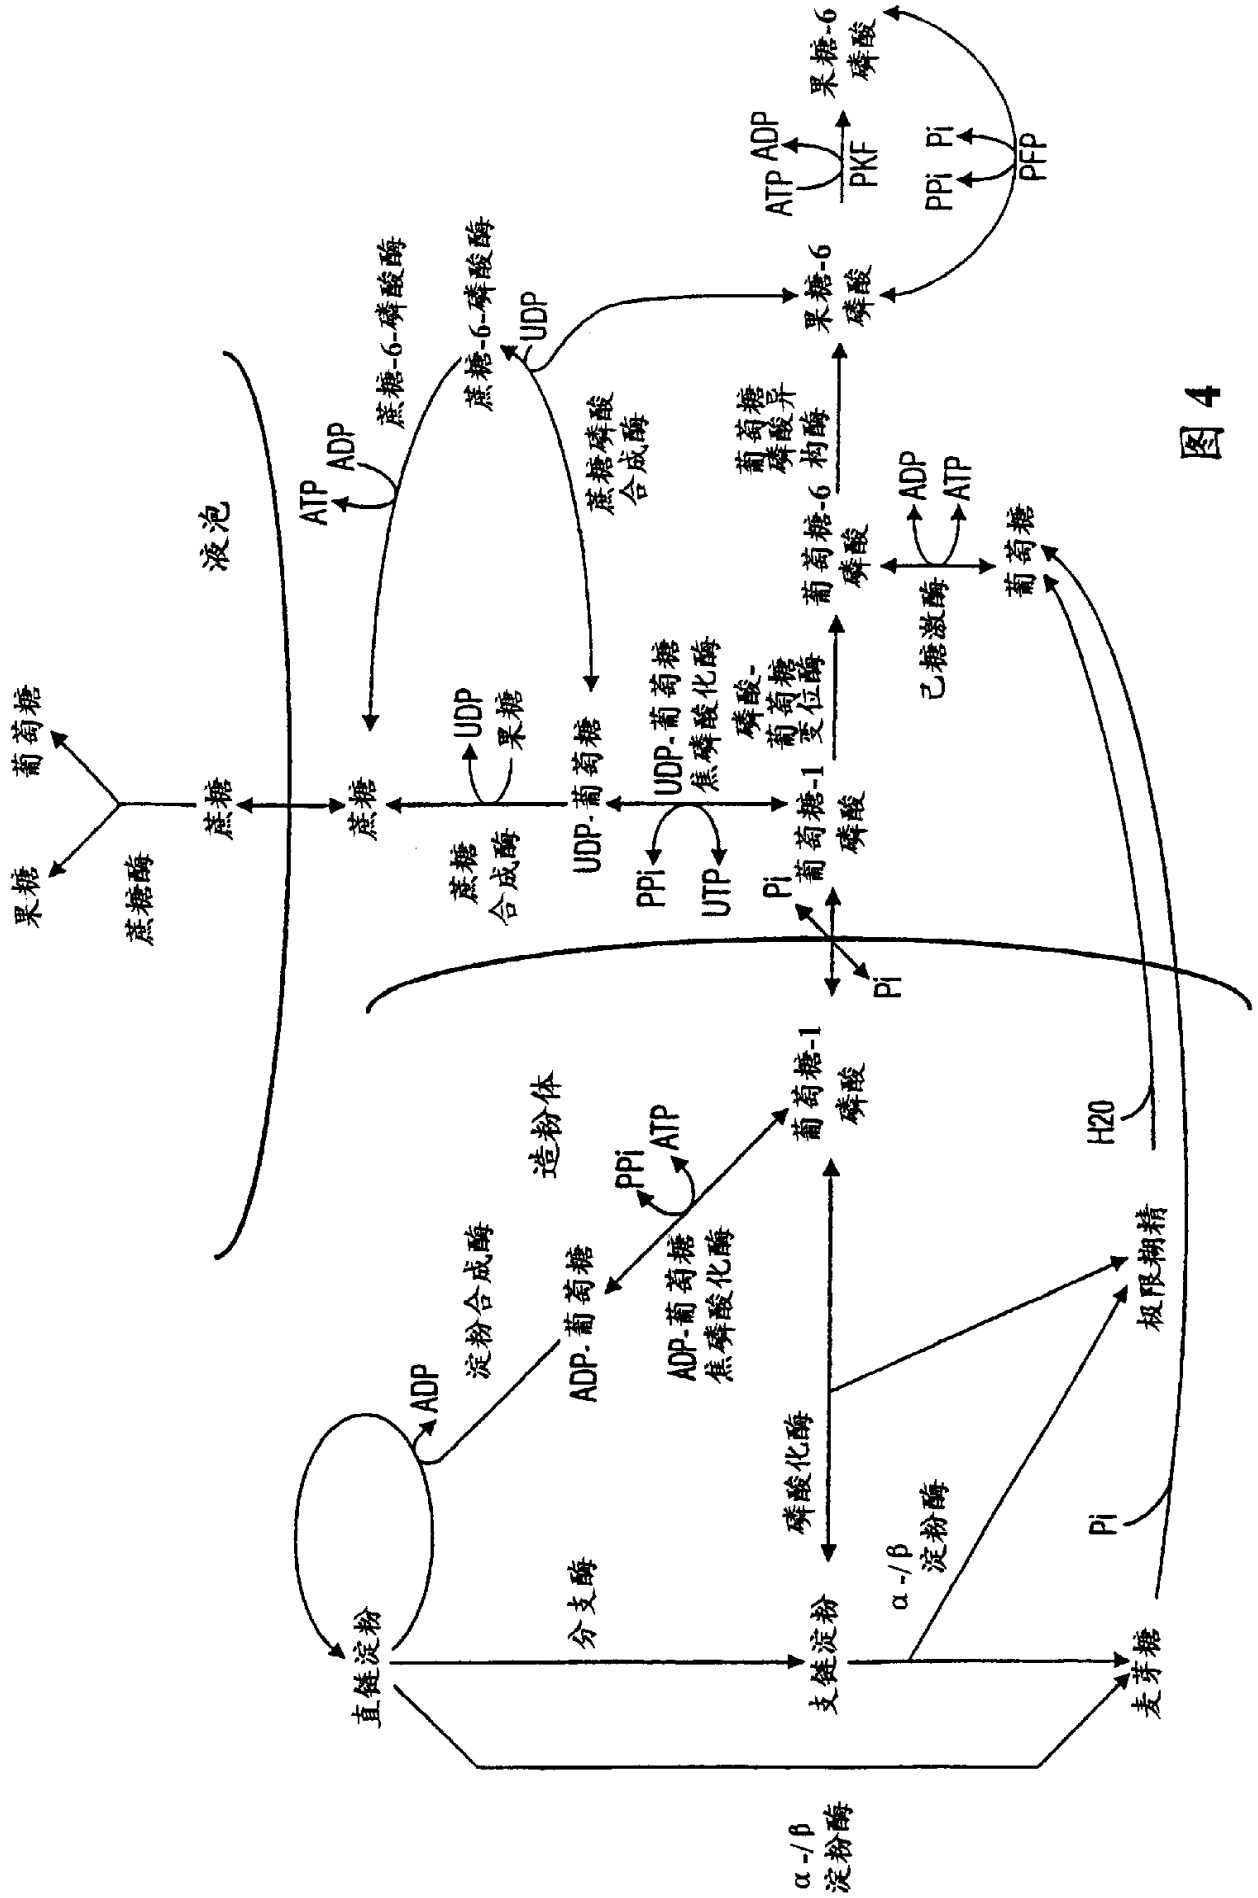 果糖
葡萄糖
蔗糖酶
蔗糖
液泡
ATP
ADP
蔗糖-6-磷酸酶
蔗糖
蔗糖
合成酶
UDP
果糖
蔗糖-6-磷酸酶
UDP
蔗糖磷酸
合成酶
UDP-葡萄糖
PPi
UTP
UDP-葡萄糖
焦磷酸化酶
直链淀粉
ADP
淀粉合成酶
造粉体
ADP-葡萄糖
ADP-葡萄糖
焦磷酸化酶
PPi
ATP
分支酶
α-/β
淀粉酶
支链淀粉
磷酸化酶
葡萄糖-1
磷酸
Pi
Pi
葡萄糖-1
磷酸
磷酸-
葡萄糖
变位酶
葡萄糖-6
磷酸
葡萄糖
磷酸异
构酶
果糖-6
磷酸
ATP
ADP
PKF
果糖-6
磷酸
PPi
Pi
PFP
α-/β
淀粉酶
己糖激酶
ADP
ATP
葡萄糖
Pi
H20
麦芽糖
极限糊精
图 4